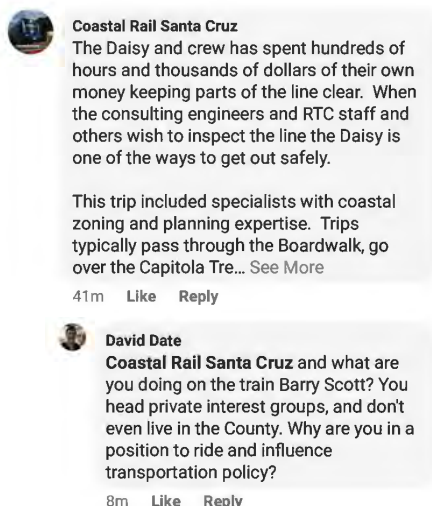 Coastal Rail Santa Cruz
The Daisy and crew has spent hundreds of
hours and thousands of dollars of their own
money keeping parts of the line clear.  When
the consulting engineers and RTC staff and
others wish to inspect the line the Daisy is
one of the ways to get out safely.
This trip included specialists with coastal
zoning and planning expertise.  Trips
typically pass through the Boardwalk, go
over the Capitola Tre... See More
41m Like Reply
David Date
Coastal Rail Santa Cruz and what are
you doing on the train Barry Scott? You
head private interest groups, and don't
even live in the County. Why are you in a
position to ride and influence
transportation policy?
8m Like Reply